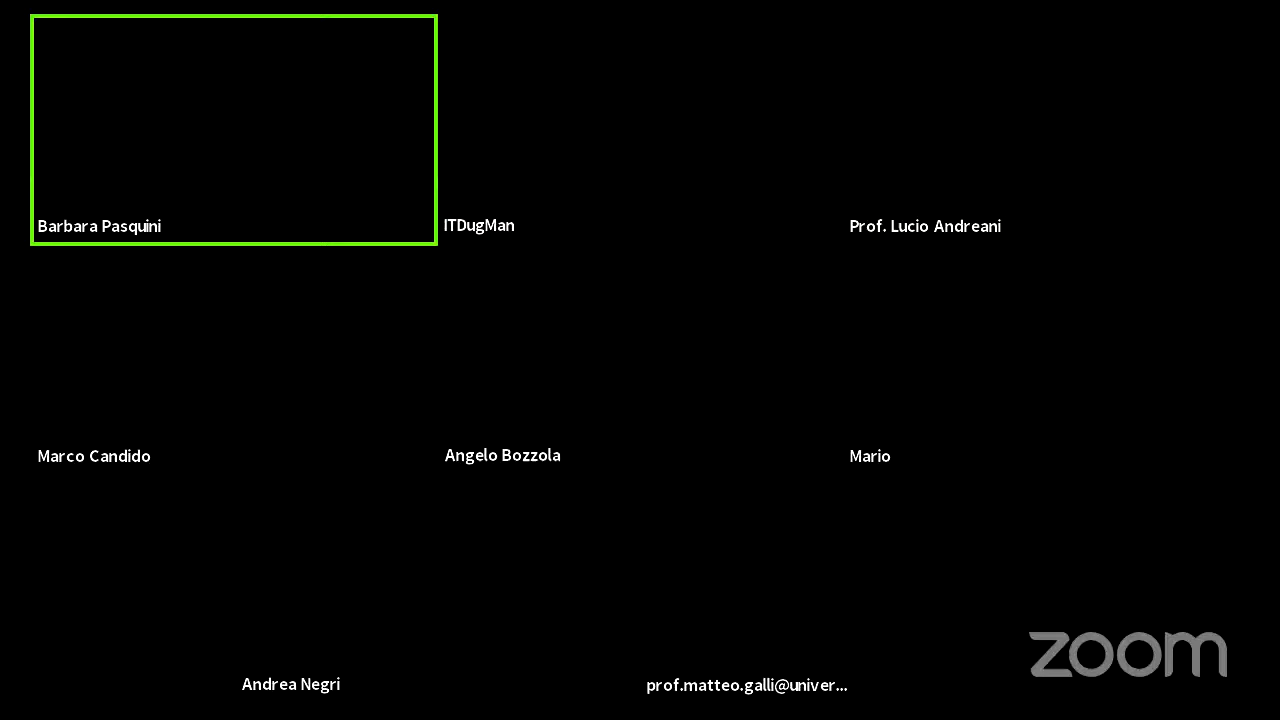 Barbara Pasquini
ITDugMan
Prof. Lucio Andreani
Marco Candido
Angelo Bozzola
Mario
Andrea Negri
prof.matteo.galli@univer...
zoom